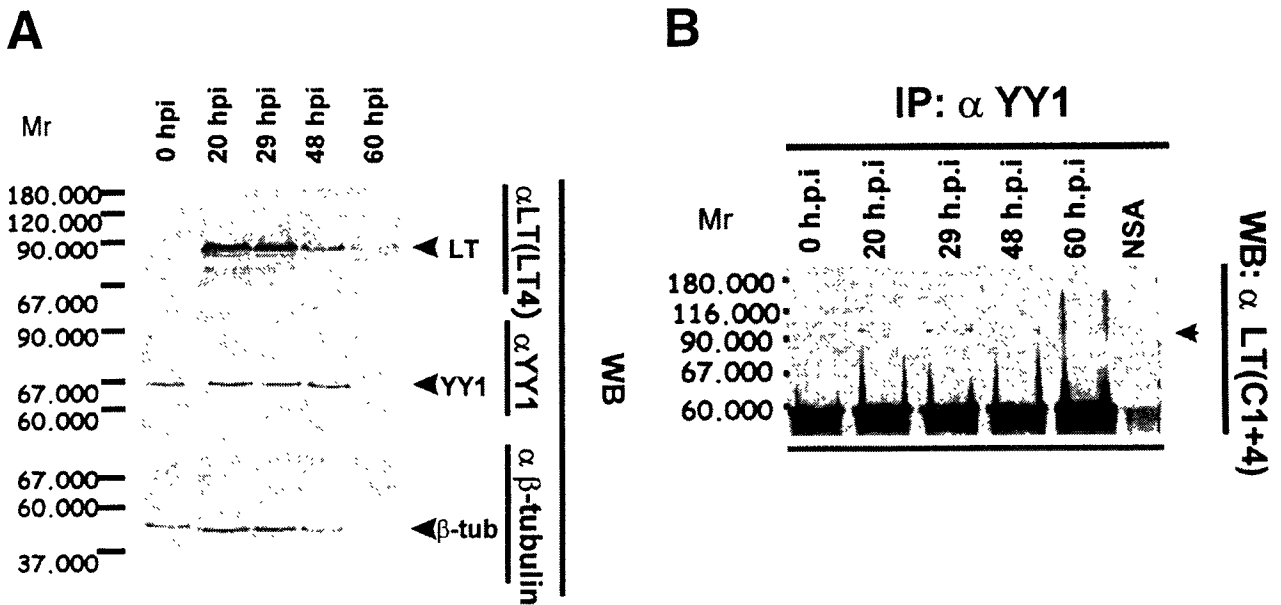 A
Mr
0 hpi
20 hpi
29 hpi
48 hpi
60 hpi
180.000
120.000
90.000
67.000
90.000
67.000
60.000
67.000
60.000
37.000
LT
YY1
β-tub
αLT(LT4)
αYY1
α β-tubulin
WB
B
IP: α YY1
Mr
0 h.p.i
20 h.p.i
29 h.p.i
48 h.p.i
60 h.p.i
NSA
180.000
116.000
90.000
67.000
60.000
WB: α LT(C1+4)